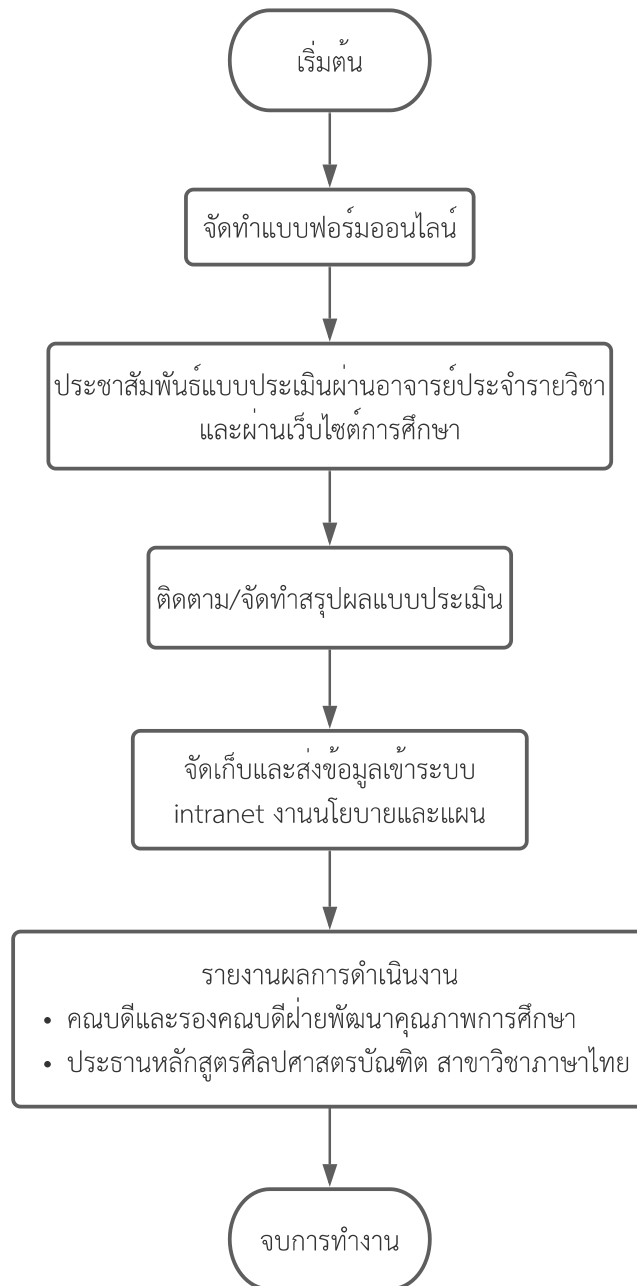 เริ่มต้น
จัดทำแบบฟอร์มออนไลน์
ประชาสัมพันธ์แบบประเมินผ่านอาจารย์ประจำรายวิชา
และผ่านเว็บไซต์การศึกษา
ติดตาม/จัดทำสรุปผลแบบประเมิน
จัดเก็บและส่งข้อมูลเข้าระบบ
intranet งานนโยบายและแผน
รายงานผลการดำเนินงาน
• คณบดีและรองคณบดีฝ่ายพัฒนาคุณภาพการศึกษา
• ประธานหลักสูตรศิลปศาสตรบัณฑิต สาขาวิชาภาษาไทย
จบการทำงาน